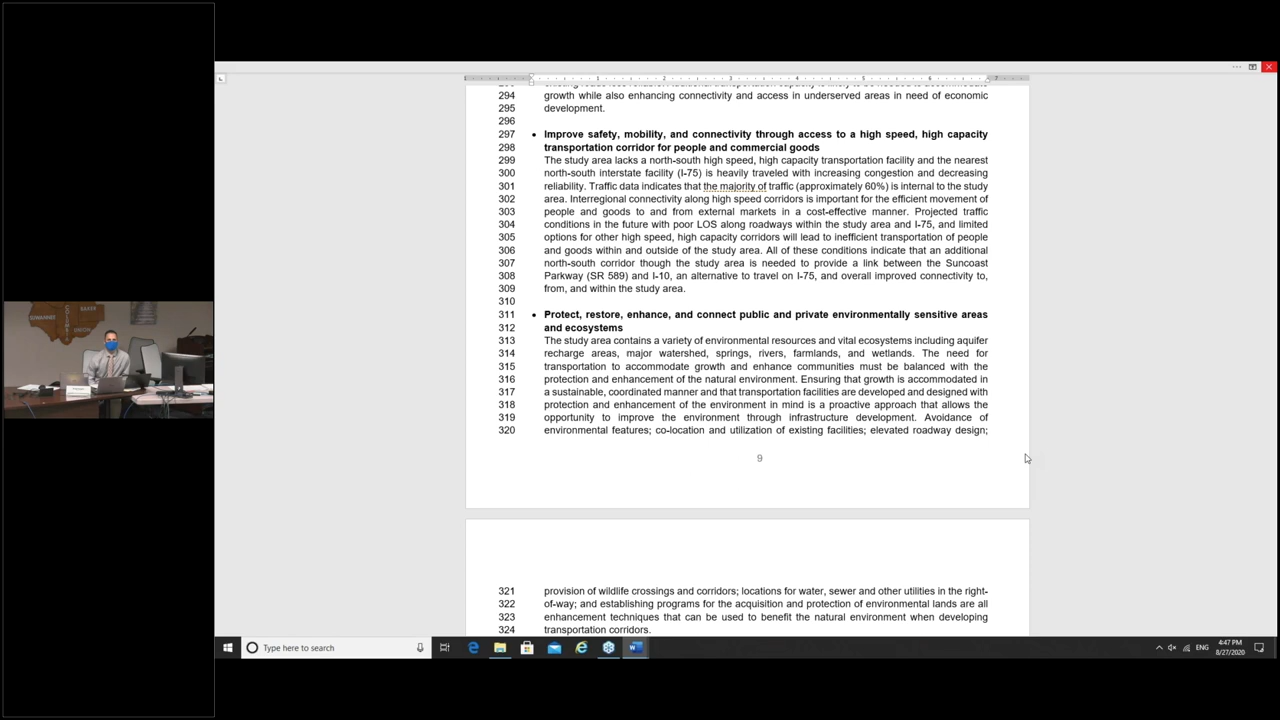 294 growth while also enhancing connectivity and access in underserved areas in need of economic
295 development.
296
297 • Improve safety, mobility, and connectivity through access to a high speed, high capacity
298 transportation corridor for people and commercial goods
299 The study area lacks a north-south high speed, high capacity transportation facility and the nearest
300 north-south interstate facility (I-75) is heavily traveled with increasing congestion and decreasing
301 reliability. Traffic data indicates that the majority of traffic (approximately 60%) is internal to the study
302 area. Interregional connectivity along high speed corridors is important for the efficient movement of
303 people and goods to and from external markets in a cost-effective manner. Projected traffic
304 conditions in the future with poor LOS along roadways within the study area and I-75, and limited
305 options for other high speed, high capacity corridors will lead to inefficient transportation of people
306 and goods within and outside of the study area. All of these conditions indicate that an additional
307 north-south corridor though the study area is needed to provide a link between the Suncoast
308 Parkway (SR 589) and I-10, an alternative to travel on I-75, and overall improved connectivity to,
309 from, and within the study area.
310
311 • Protect, restore, enhance, and connect public and private environmentally sensitive areas
312 and ecosystems
313 The study area contains a variety of environmental resources and vital ecosystems including aquifer
314 recharge areas, major watershed, springs, rivers, farmlands, and wetlands. The need for
315 transportation to accommodate growth and enhance communities must be balanced with the
316 protection and enhancement of the natural environment. Ensuring that growth is accommodated in
317 a sustainable, coordinated manner and that transportation facilities are developed and designed with
318 protection and enhancement of the environment in mind is a proactive approach that allows the
319 opportunity to improve the environment through infrastructure development. Avoidance of
320 environmental features; co-location and utilization of existing facilities; elevated roadway design;
9
321 provision of wildlife crossings and corridors; locations for water, sewer and other utilities in the right-
322 of-way; and establishing programs for the acquisition and protection of environmental lands are all
323 enhancement techniques that can be used to benefit the natural environment when developing
324 transportation corridors.
Type here to search
ENG
4:47 PM
8/27/2020